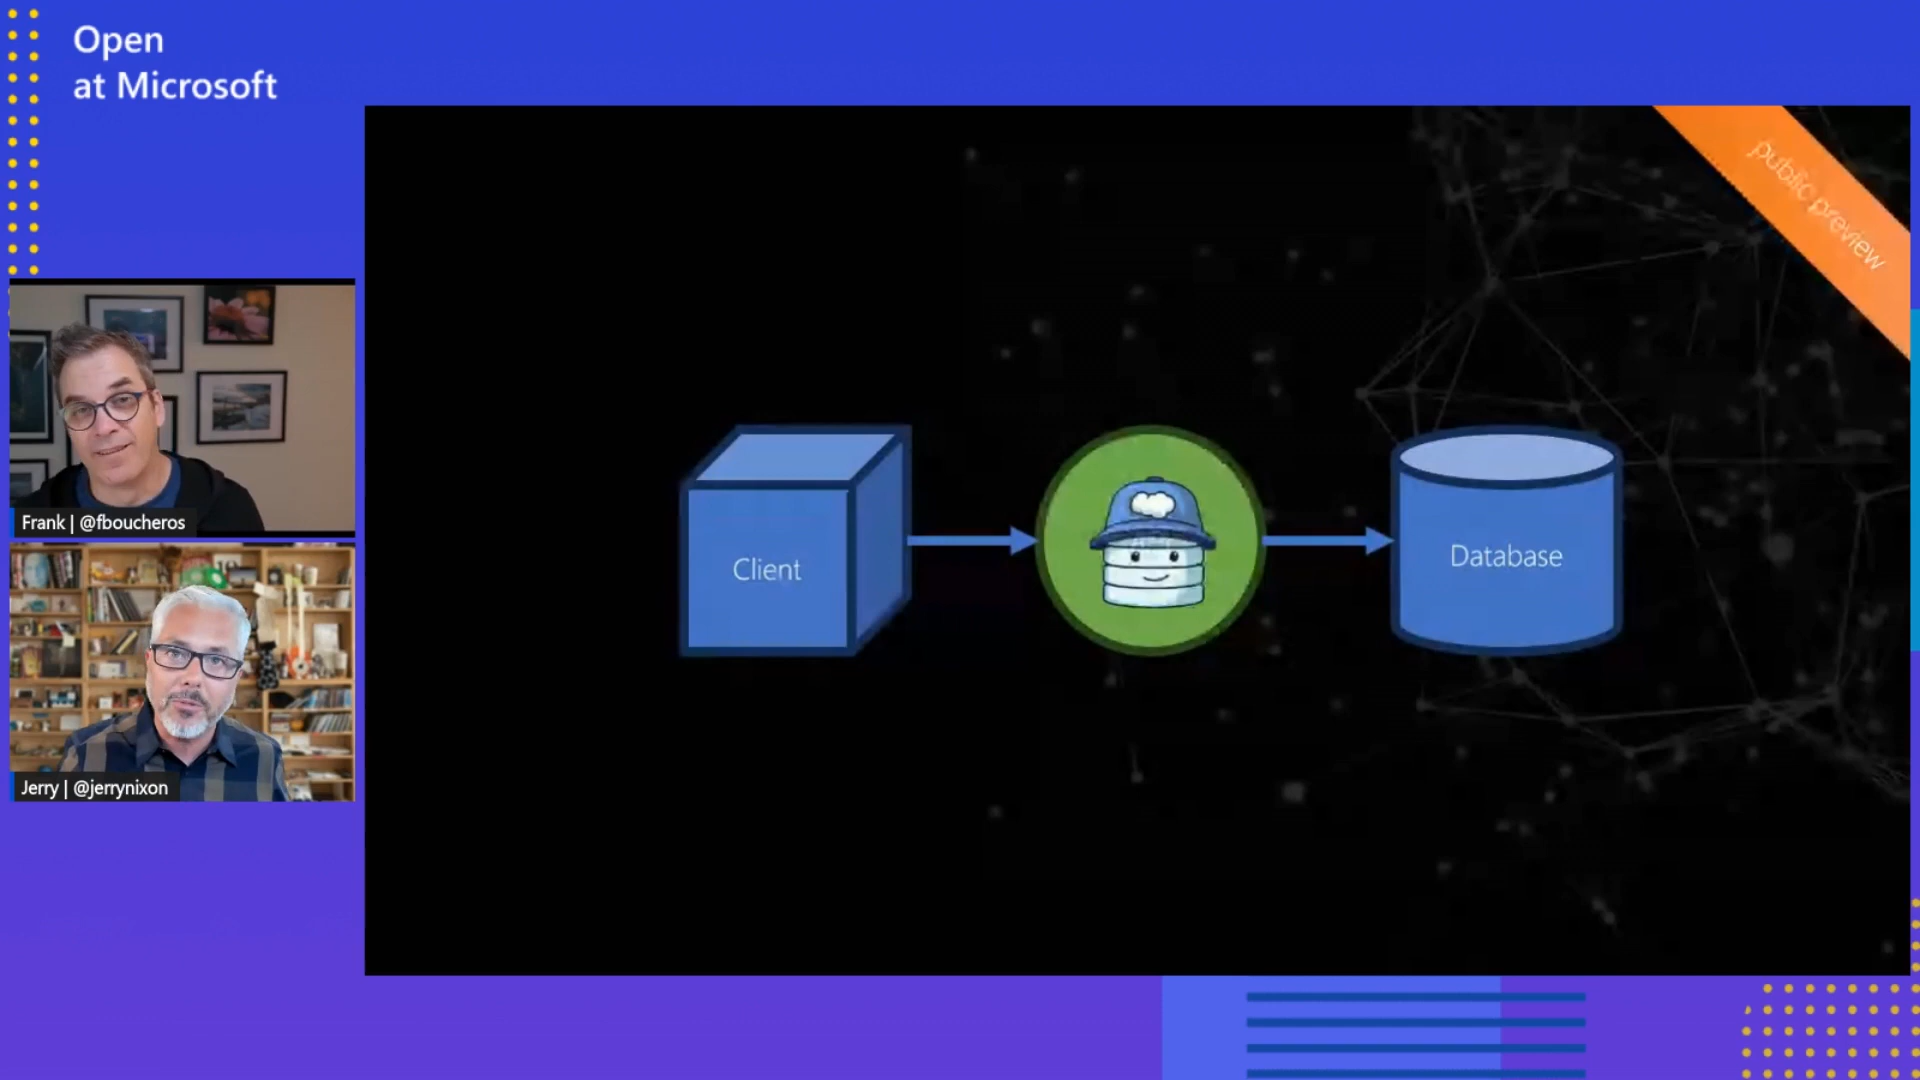 Open
at Microsoft
public preview
Client
Database
Frank | @fboucheros
Jerry | @jerrynixon